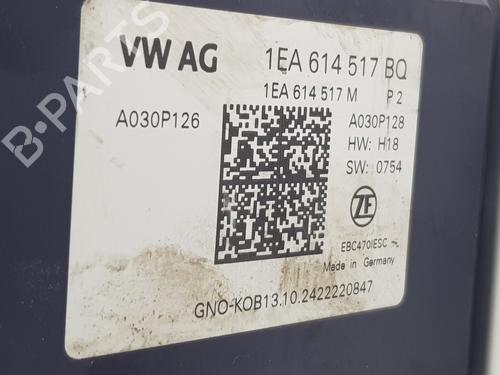 VW AG 1EA 614 517 BQ
1EA 614 517 M P 2
A030P126 A030P128
HW: H18
SW: 0754
ZF
EBC470IESC
Made in Germany
GNO-KOB13.10.2422220847
B-PARTS